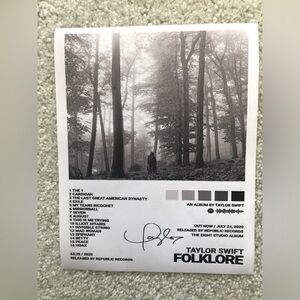 1 THE 1
2 CARDIGAN
3 THE LAST GREAT AMERICAN DYNASTY
4 EXILE
5 MY TEARS RICOCHET
6 MIRRORBALL
7 SEVEN
8 AUGUST
9 THIS IS ME TRYING
10 ILLICIT AFFAIRS
11 INVISIBLE STRING
12 MAD WOMAN
13 EPIPHANY
14 BETTY
15 PEACE
16 HOAX
RELEASED BY REPUBLIC RECORDS
AN ALBUM BY TAYLOR SWIFT
OUT NOW / JULY 24, 2020
RELEASED BY REPUBLIC RECORDS
THE EIGHT STUDIO ALBUM
TAYLOR SWIFT
FOLKLORE